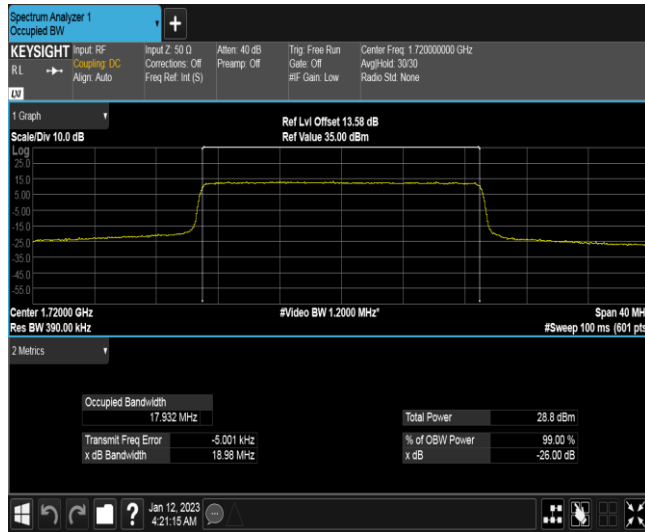 Spectrum Analyzer 1
Occupied BW
+
KEYSIGHT Input: RF Input Z: 50 Ω Atten: 40 dB Trig: Free Run Center Freq: 1.720000000 GHz
RL Coupling: DC Corrections: Off Preamp: Off Gate: Off Avg|Hold: 30/30
Align: Auto Freq Ref: Int (S) #IF Gain: Low Radio Std: None
LXI
1 Graph
Ref Lvl Offset 13.58 dB
Scale/Div 10.0 dB Ref Value 35.00 dBm
Log
25.0
15.0
5.00
-5.00
-15.0
-25.0
-35.0
-45.0
-55.0
Center 1.72000 GHz #Video BW 1.2000 MHz* Span 40 MH
Res BW 390.00 kHz #Sweep 100 ms (601 pts
2 Metrics
Occupied Bandwidth
17.932 MHz Total Power 28.8 dBm
Transmit Freq Error -5.001 kHz % of OBW Power 99.00 %
x dB Bandwidth 18.98 MHz x dB -26.00 dB
? Jan 12, 2023
4:21:15 AM